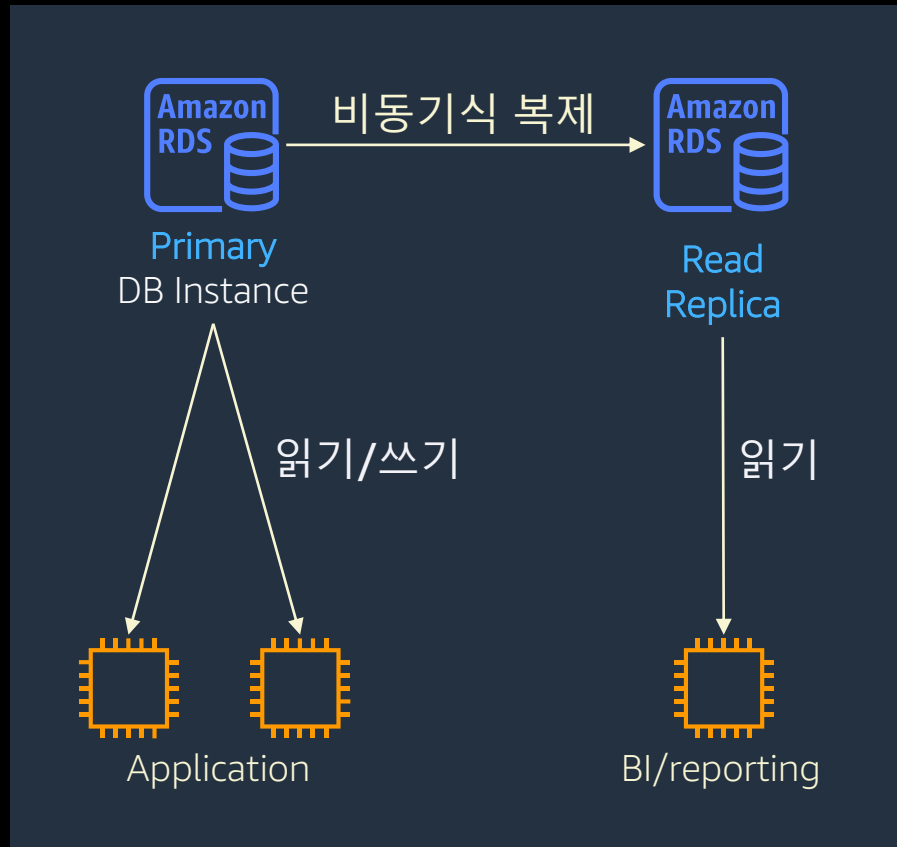 Amazon
RDS
비동기식 복제
Amazon
RDS
Primary
DB Instance
Read
Replica
읽기/쓰기
읽기
Application
BI/reporting